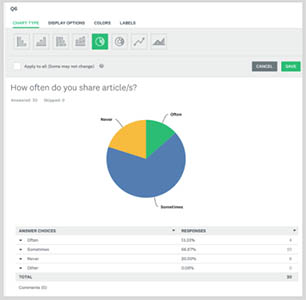 Q6
CHART TYPE DISPLAY OPTIONS COLORS LABELS
Apply to all (Some may not change)
CANCEL SAVE
How often do you share article/s?
Answered: 30 Skipped: 0
Never
Often
Sometimes
ANSWER CHOICES RESPONSES
Often 13.33% 4
Sometimes 66.67% 20
Never 20.00% 6
Other 0.00% 0
TOTAL 30
Comments (0)